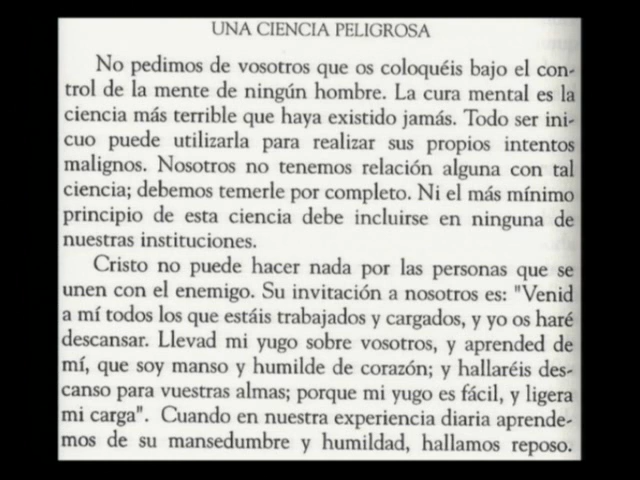 UNA CIENCIA PELIGROSA
No pedimos de vosotros que os coloquéis bajo el con-
trol de la mente de ningún hombre. La cura mental es la
ciencia más terrible que haya existido jamás. Todo ser ini-
cuo puede utilizarla para realizar sus propios intentos
malignos. Nosotros no tenemos relación alguna con tal
ciencia; debemos temerle por completo. Ni el más mínimo
principio de esta ciencia debe incluirse en ninguna de
nuestras instituciones.
Cristo no puede hacer nada por las personas que se
unen con el enemigo. Su invitación a nosotros es: "Venid
a mí todos los que estáis trabajados y cargados, y yo os haré
descansar. Llevad mi yugo sobre vosotros, y aprended de
mí, que soy manso y humilde de corazón; y hallaréis des-
canso para vuestras almas; porque mi yugo es fácil, y ligera
mi carga". Cuando en nuestra experiencia diaria aprende-
mos de su mansedumbre y humildad, hallamos reposo.